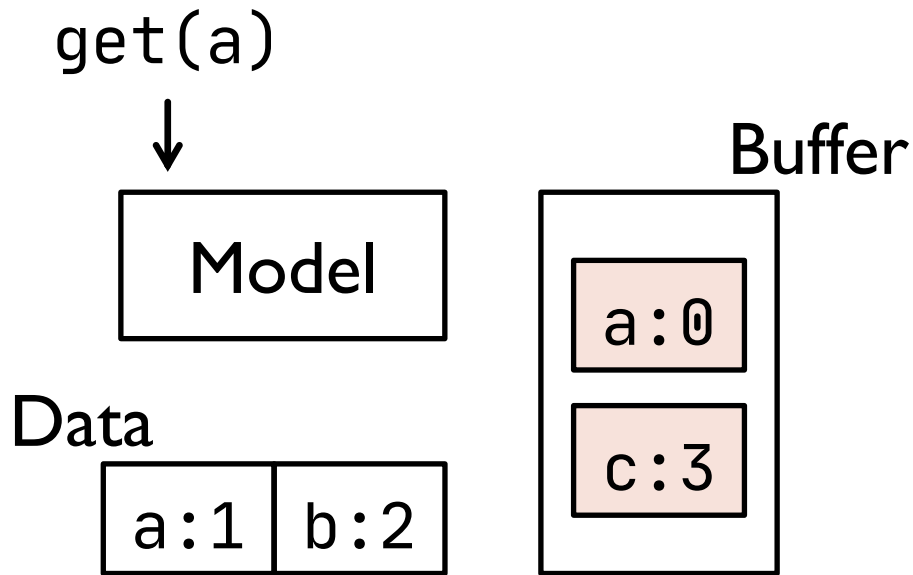 get(a)
Buffer
Model
a:0
Data
c:3
a:1 b:2